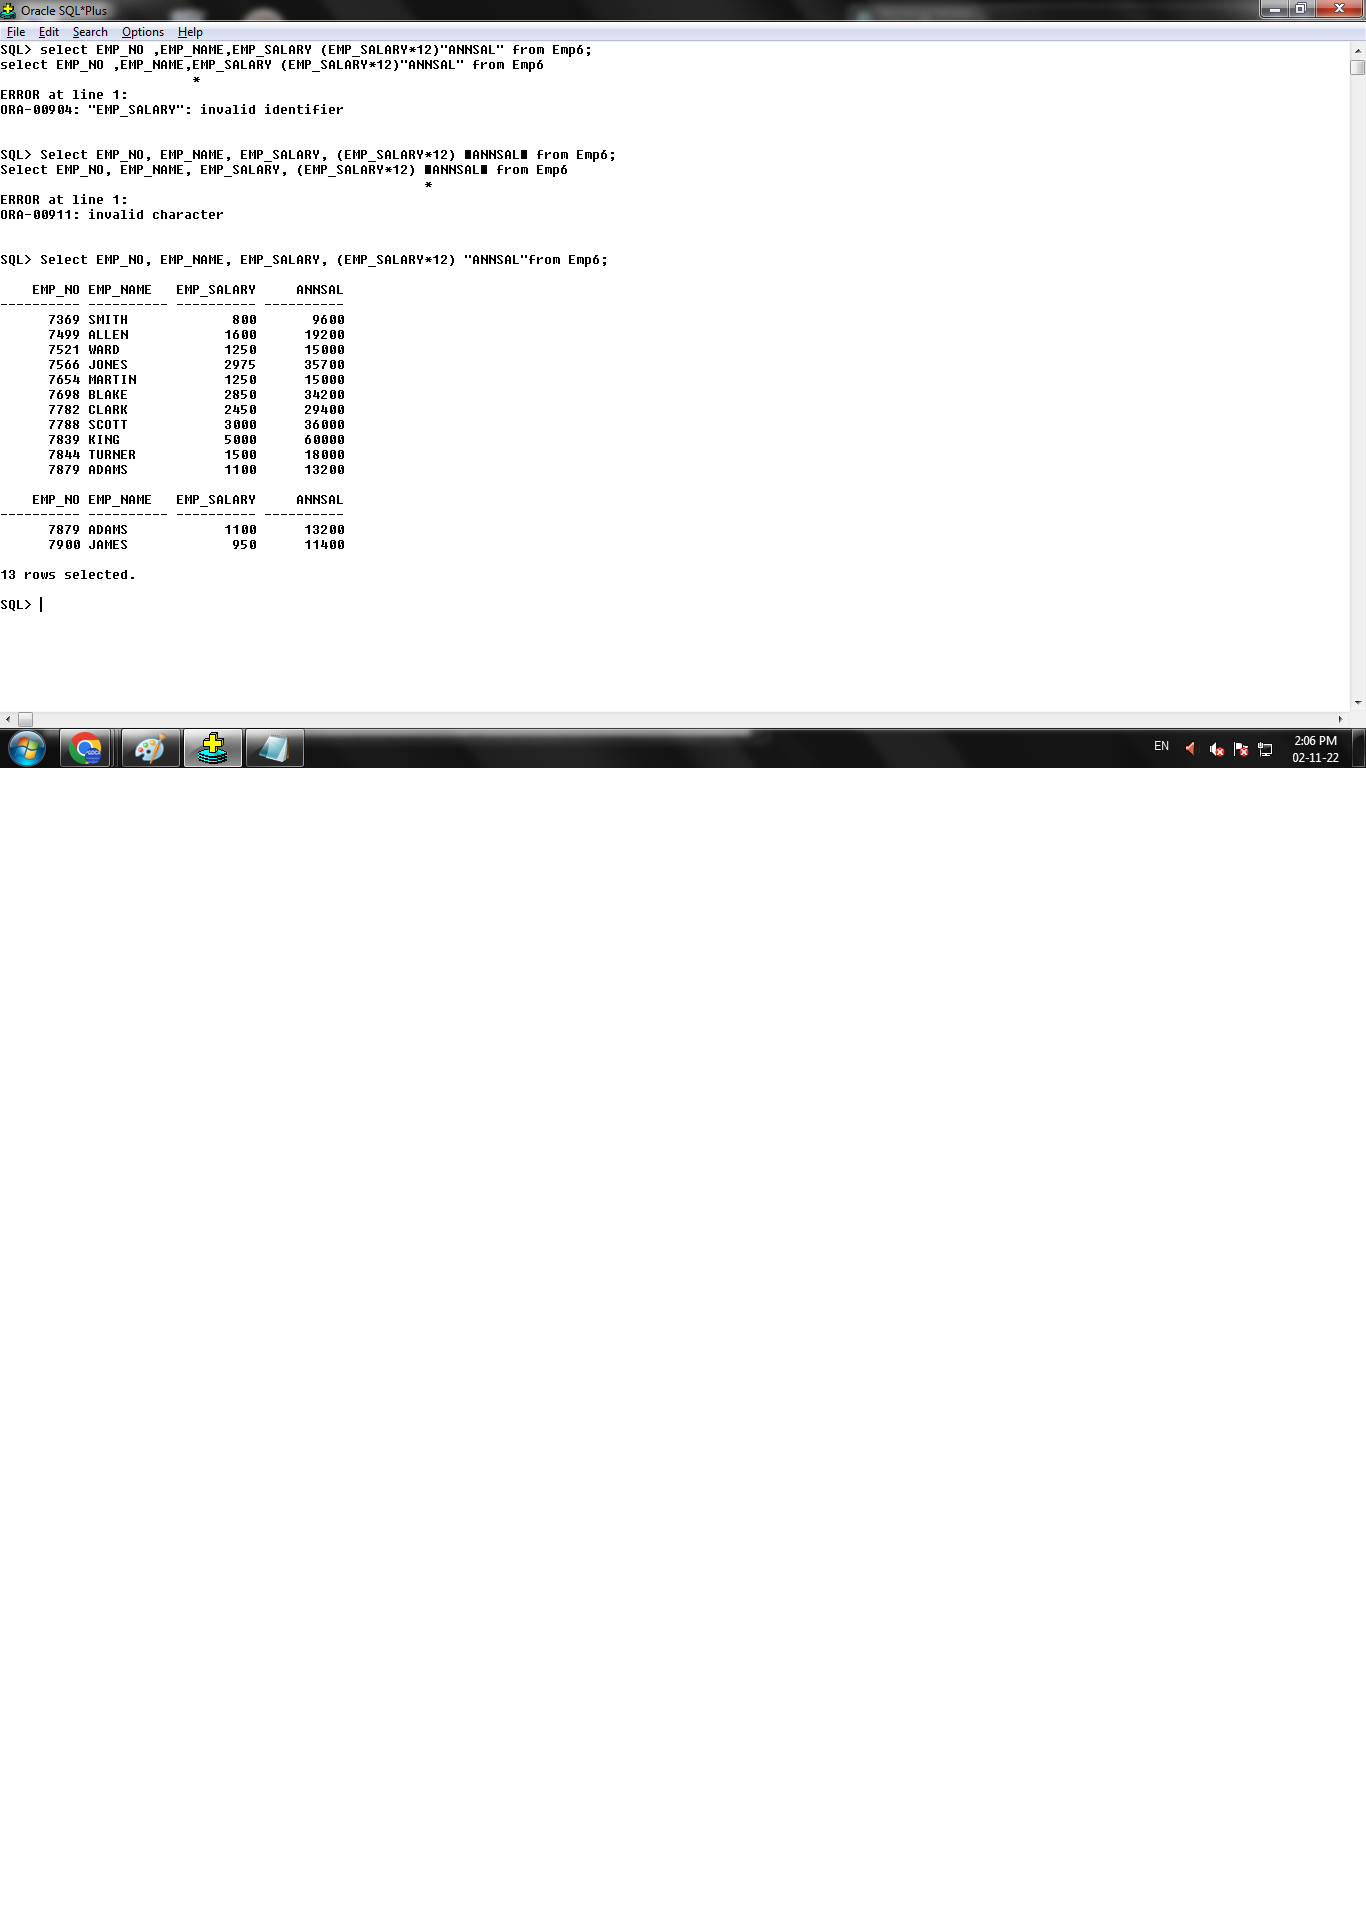 Oracle SQL*Plus
File Edit Search Options Help
SQL> select EMP_NO ,EMP_NAME,EMP_SALARY (EMP_SALARY*12)"ANNSAL" from Emp6;
select EMP_NO ,EMP_NAME,EMP_SALARY (EMP_SALARY*12)"ANNSAL" from Emp6
*
ERROR at line 1:
ORA-00904: "EMP_SALARY": invalid identifier
SQL> Select EMP_NO, EMP_NAME, EMP_SALARY, (EMP_SALARY*12) ∎ANNSAL∎ from Emp6;
Select EMP_NO, EMP_NAME, EMP_SALARY, (EMP_SALARY*12) ∎ANNSAL∎ from Emp6
*
ERROR at line 1:
ORA-00911: invalid character
SQL> Select EMP_NO, EMP_NAME, EMP_SALARY, (EMP_SALARY*12) "ANNSAL"from Emp6;
EMP_NO EMP_NAME EMP_SALARY ANNSAL
---------- ---------- ---------- ----------
7369 SMITH 800 9600
7499 ALLEN 1600 19200
7521 WARD 1250 15000
7566 JONES 2975 35700
7654 MARTIN 1250 15000
7698 BLAKE 2850 34200
7782 CLARK 2450 29400
7788 SCOTT 3000 36000
7839 KING 5000 60000
7844 TURNER 1500 18000
7879 ADAMS 1100 13200
EMP_NO EMP_NAME EMP_SALARY ANNSAL
---------- ---------- ---------- ----------
7879 ADAMS 1100 13200
7900 JAMES 950 11400
13 rows selected.
SQL>
EN
2:06 PM
02-11-22